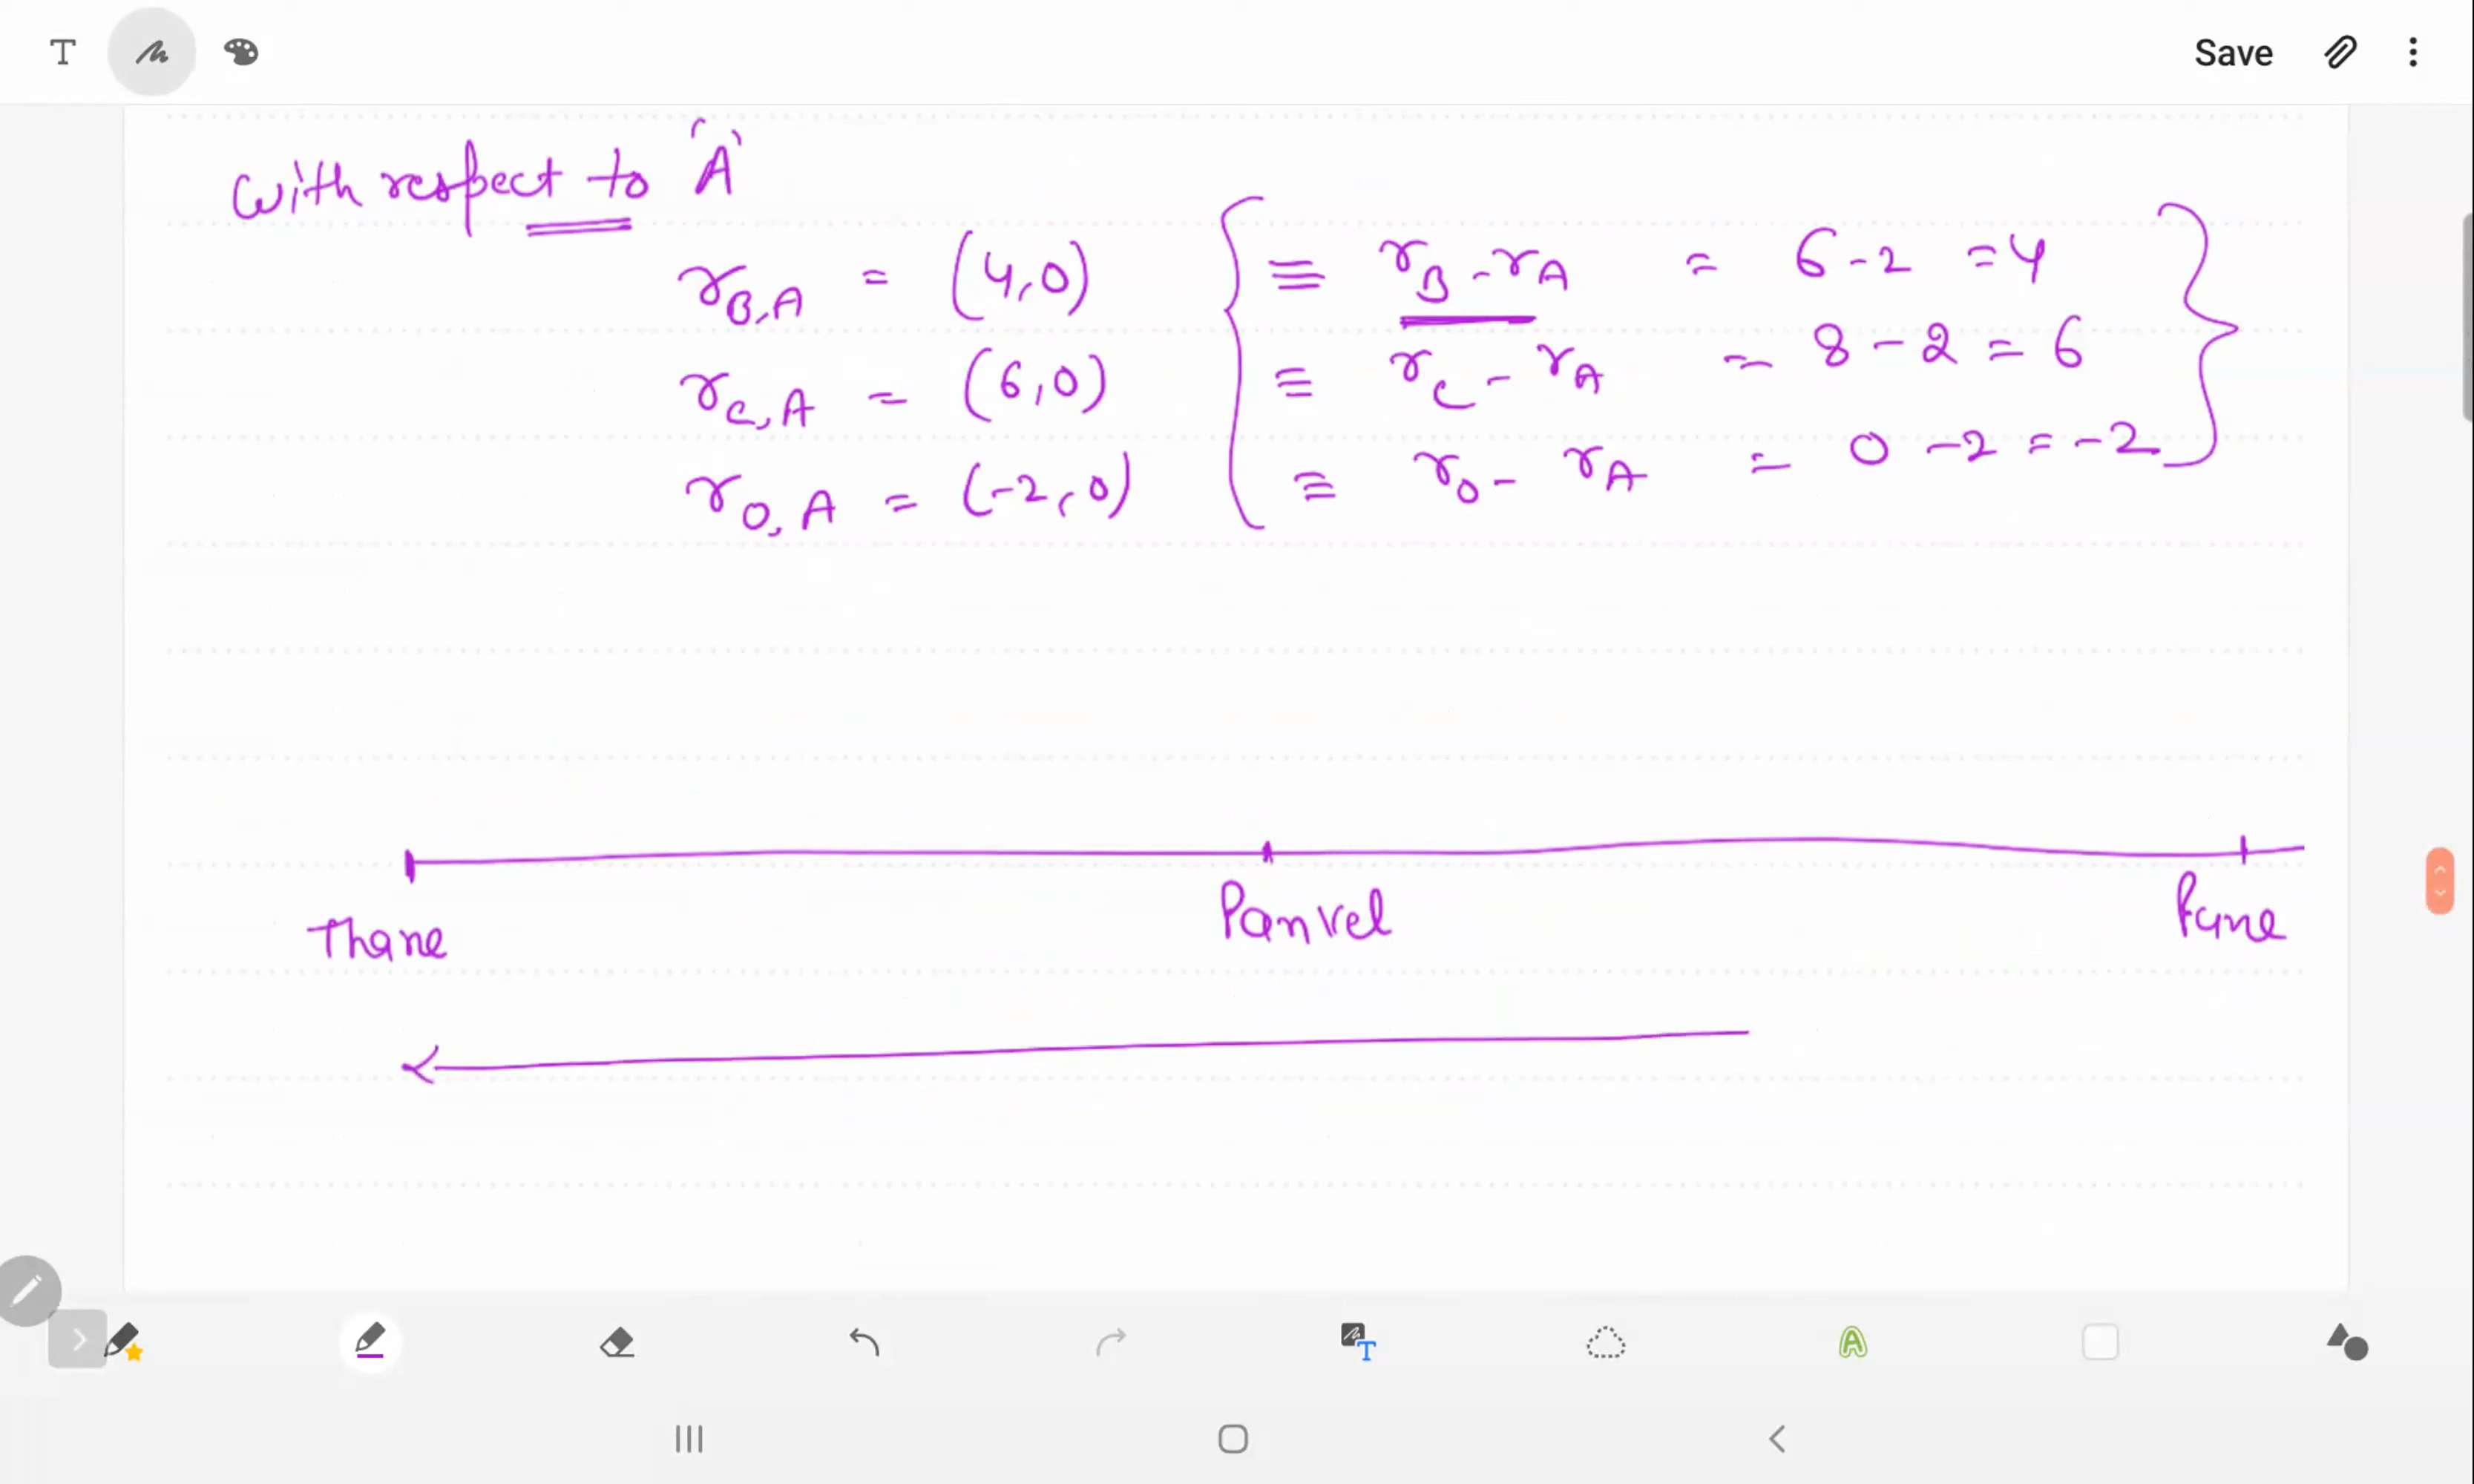 Save
With respect to 'A'
r_{B,A} = (4,0) { ≡ r_B - r_A = 6 - 2 = 4 }
r_{C,A} = (6,0) ≡ r_C - r_A = 8 - 2 = 6
r_{O,A} = (-2,0) ≡ r_O - r_A = 0 - 2 = -2
Thane Panvel Pune